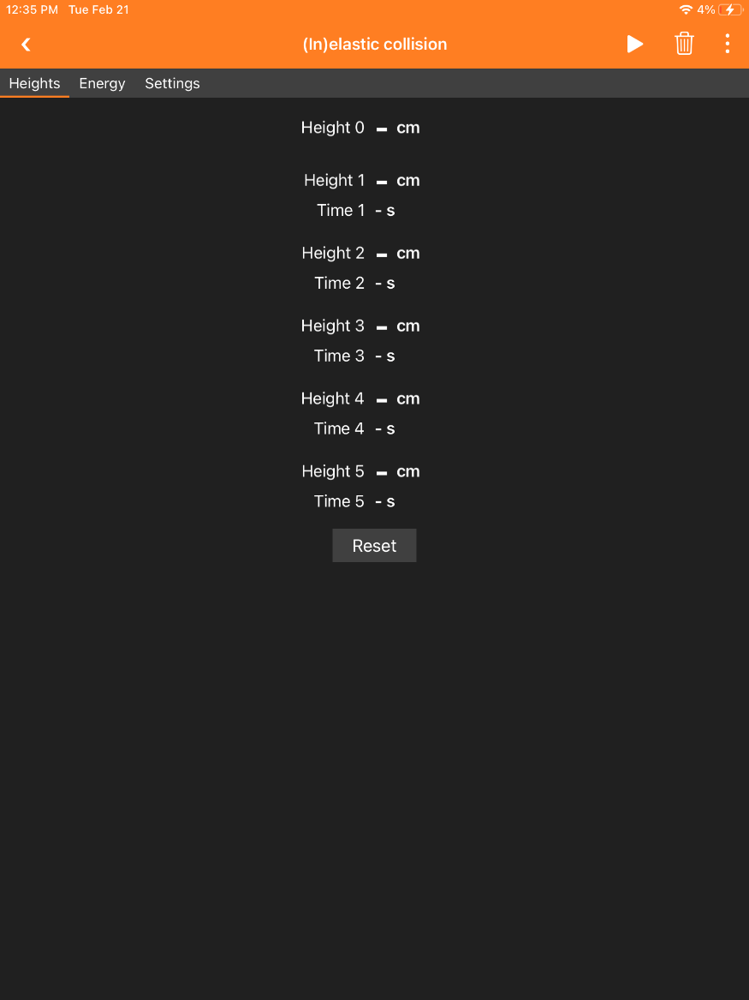 12:35 PM Tue Feb 21 4%
(In)elastic collision
Heights Energy Settings
Height 0 - cm
Height 1 - cm
Time 1 - s
Height 2 - cm
Time 2 - s
Height 3 - cm
Time 3 - s
Height 4 - cm
Time 4 - s
Height 5 - cm
Time 5 - s
Reset